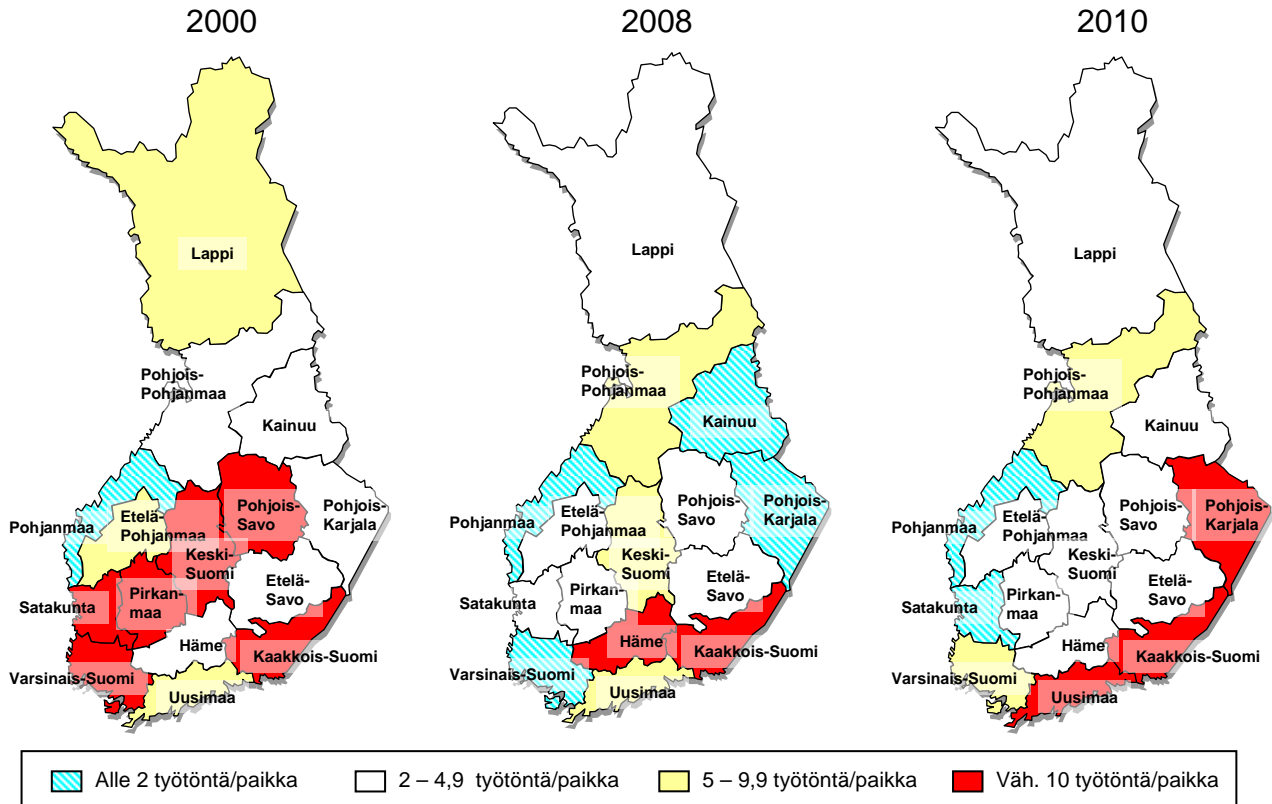 2000
Lappi
Pohjois-
Pohjanmaa
Kainuu
Pohjanmaa
Etelä-
Pohjanmaa
Pohjois-
Savo
Pohjois-
Karjala
Keski-
Suomi
Etelä-
Savo
Satakunta
Pirkan-
maa
Häme
Kaakkois-Suomi
Varsinais-Suomi
Uusimaa
2008
Lappi
Pohjois-
Pohjanmaa
Kainuu
Pohjanmaa
Etelä-
Pohjanmaa
Pohjois-
Savo
Pohjois-
Karjala
Keski-
Suomi
Etelä-
Savo
Satakunta
Pirkan-
maa
Häme
Kaakkois-Suomi
Varsinais-Suomi
Uusimaa
2010
Lappi
Pohjois-
Pohjanmaa
Kainuu
Pohjanmaa
Etelä-
Pohjanmaa
Pohjois-
Savo
Pohjois-
Karjala
Keski-
Suomi
Etelä-
Savo
Satakunta
Pirkan-
maa
Häme
Kaakkois-Suomi
Varsinais-Suomi
Uusimaa
Alle 2 työtöntä/paikka
2 – 4,9 työtöntä/paikka
5 – 9,9 työtöntä/paikka
Väh. 10 työtöntä/paikka